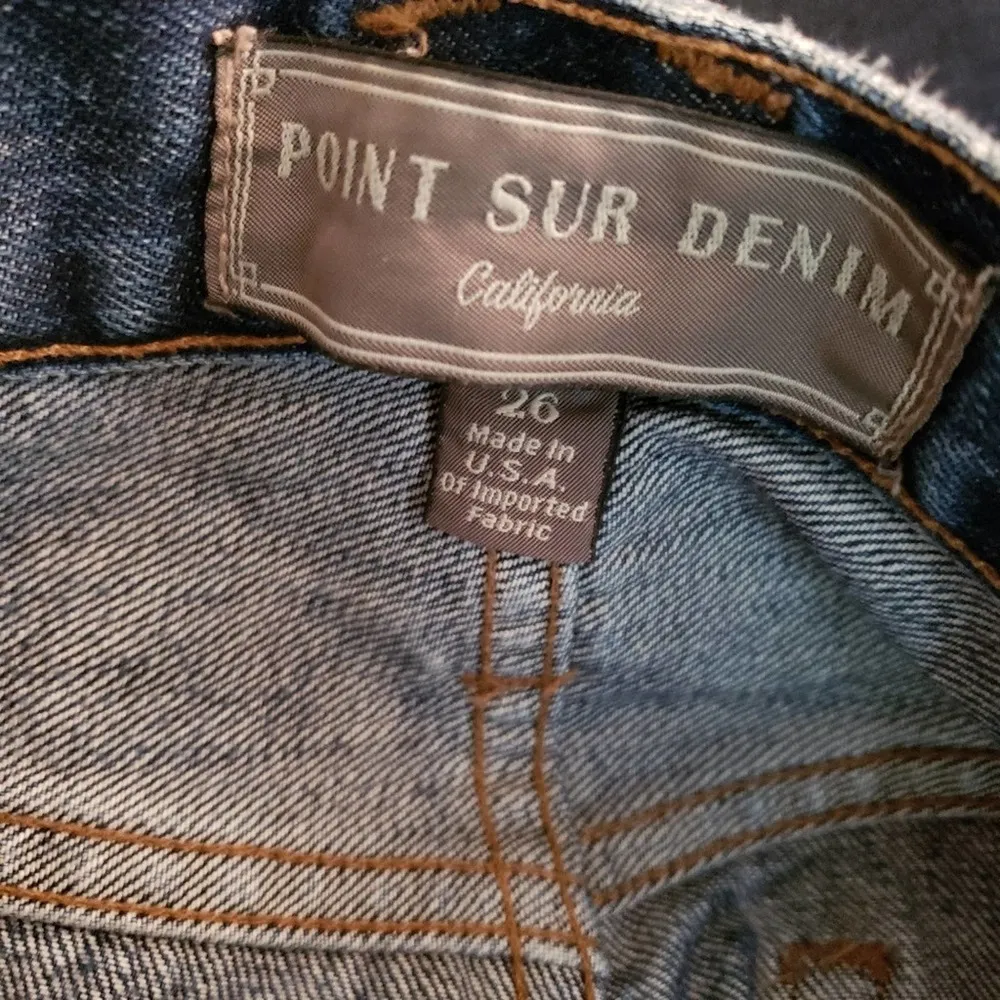 POINT SUR DENIM
California
26
Made In
U.S.A.
Of Imported
Fabric